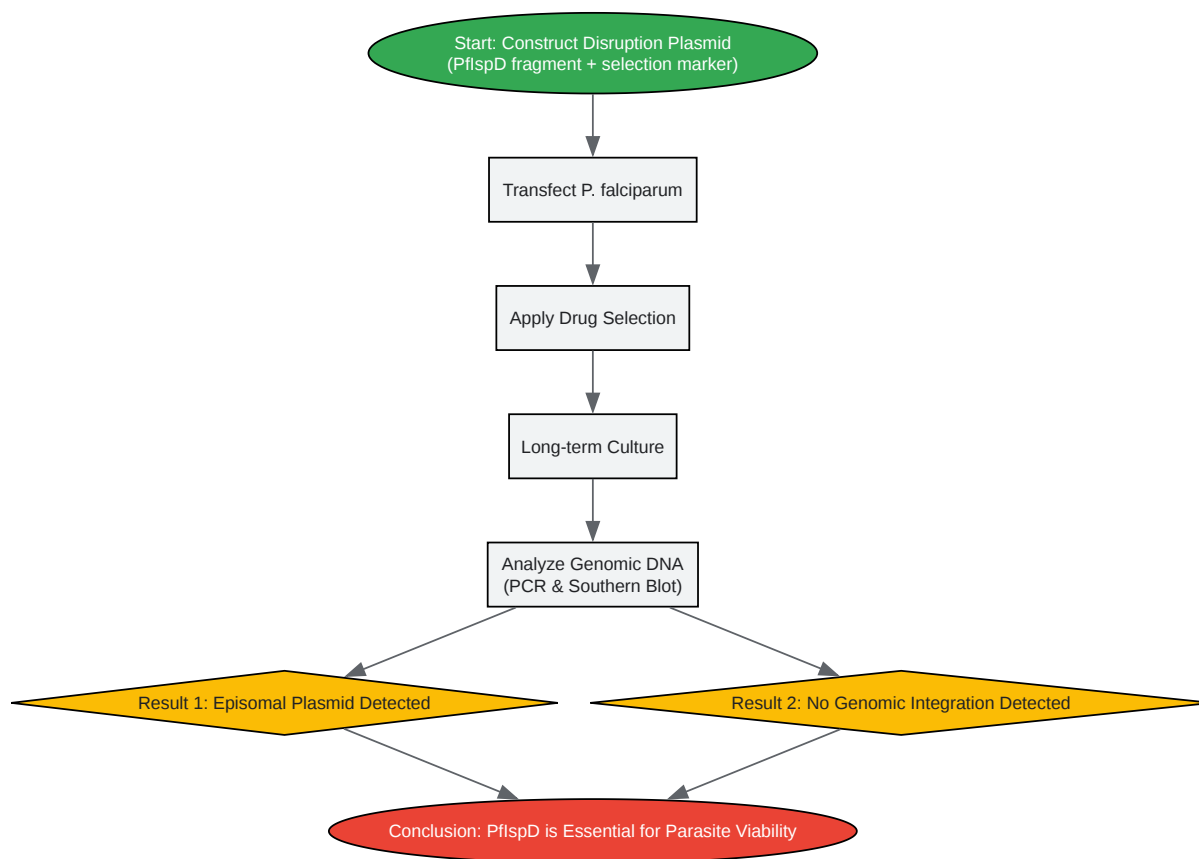 Start: Construct Disruption Plasmid
(PfIspD fragment + selection marker)
Transfect P. falciparum
Apply Drug Selection
Long-term Culture
Analyze Genomic DNA
(PCR & Southern Blot)
Result 1: Episomal Plasmid Detected
Result 2: No Genomic Integration Detected
Conclusion: PfIspD is Essential for Parasite Viability